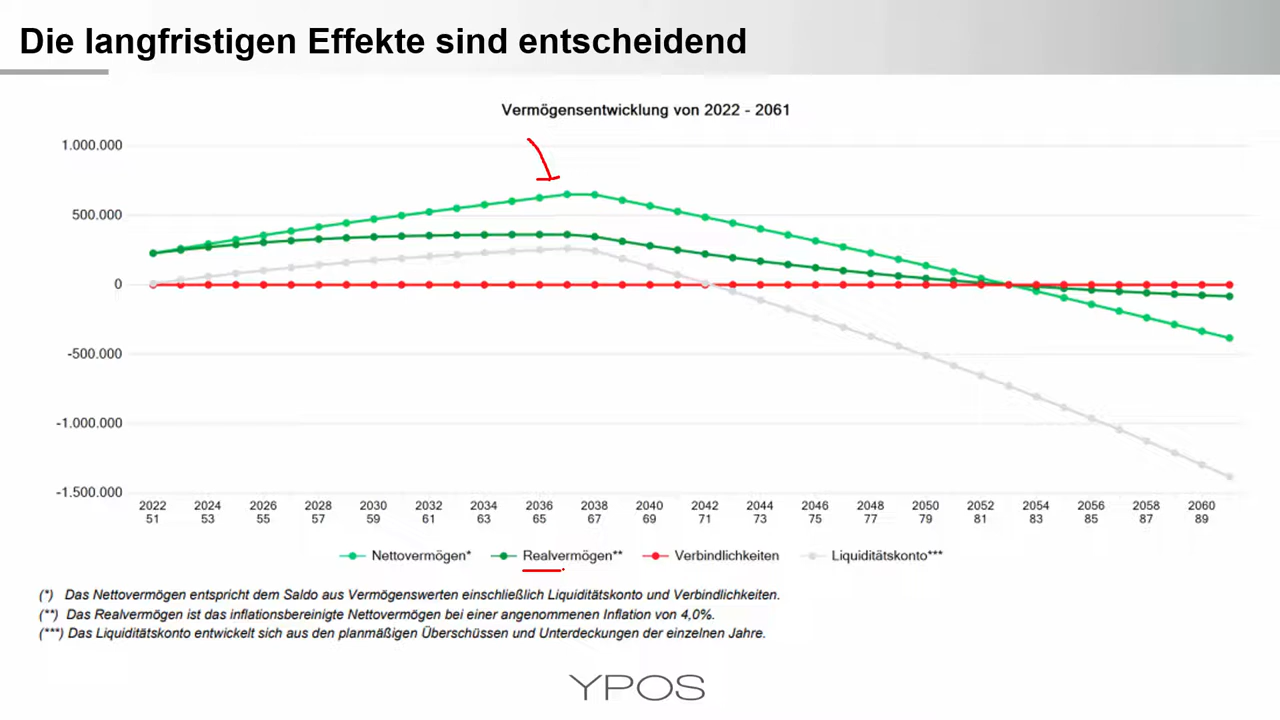 Die langfristigen Effekte sind entscheidend
Vermögensentwicklung von 2022 - 2061
1.000.000
500.000
0
-500.000
-1.000.000
-1.500.000
2022 2024 2026 2028 2030 2032 2034 2036 2038 2040 2042 2044 2046 2048 2050 2052 2054 2056 2058 2060
51 53 55 57 59 61 63 65 67 69 71 73 75 77 79 81 83 85 87 89
Nettovermögen* Realvermögen** Verbindlichkeiten Liquiditätskonto***
(*) Das Nettovermögen entspricht dem Saldo aus Vermögenswerten einschließlich Liquiditätskonto und Verbindlichkeiten.
(**) Das Realvermögen ist das inflationsbereinigte Nettovermögen bei einer angenommenen Inflation von 4,0%.
(***) Das Liquiditätskonto entwickelt sich aus den planmäßigen Überschüssen und Unterdeckungen der einzelnen Jahre.
YPOS